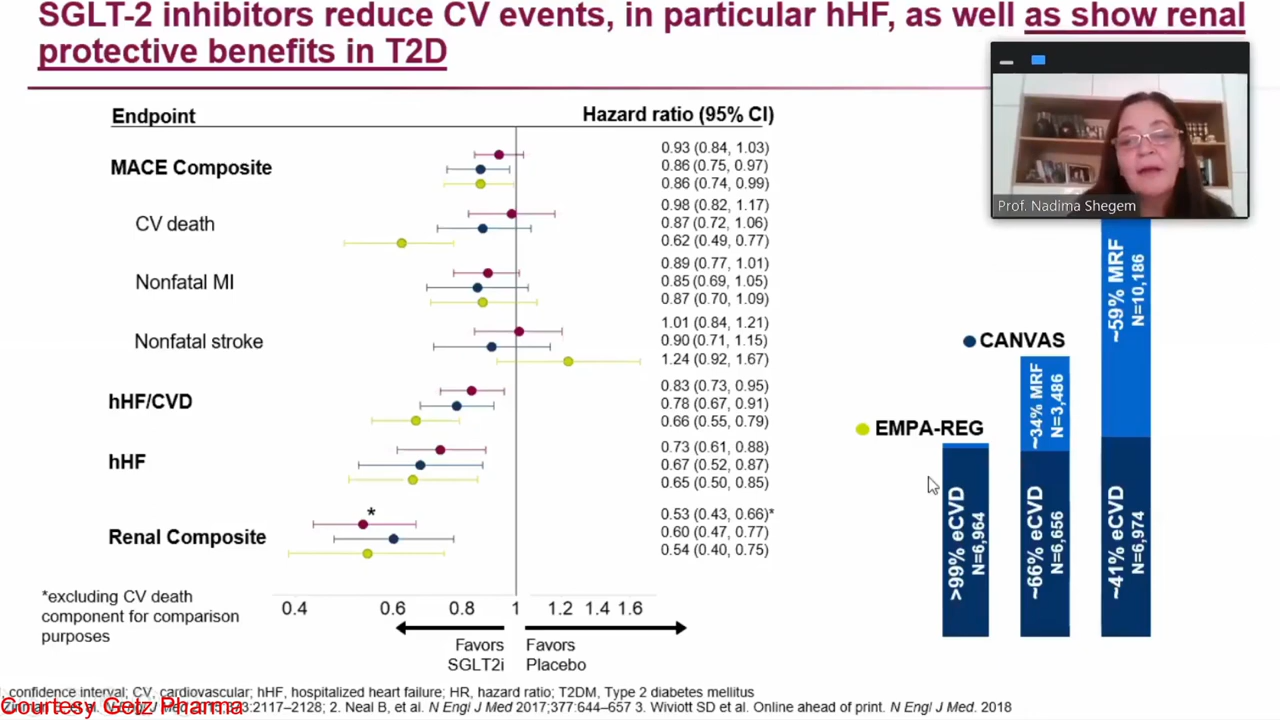 SGLT-2 inhibitors reduce CV events, in particular hHF, as well as show renal
protective benefits in T2D
Prof. Nadima Shegem
Endpoint
Hazard ratio (95% CI)
MACE Composite
0.93 (0.84, 1.03)
0.86 (0.75, 0.97)
0.86 (0.74, 0.99)
CV death
0.98 (0.82, 1.17)
0.87 (0.72, 1.06)
0.62 (0.49, 0.77)
Nonfatal MI
0.89 (0.77, 1.01)
0.85 (0.69, 1.05)
0.87 (0.70, 1.09)
Nonfatal stroke
1.01 (0.84, 1.21)
0.90 (0.71, 1.15)
1.24 (0.92, 1.67)
hHF/CVD
0.83 (0.73, 0.95)
0.78 (0.67, 0.91)
0.66 (0.55, 0.79)
hHF
0.73 (0.61, 0.88)
0.67 (0.52, 0.87)
0.65 (0.50, 0.85)
Renal Composite
*
0.53 (0.43, 0.66)*
0.60 (0.47, 0.77)
0.54 (0.40, 0.75)
*excluding CV death
component for comparison
purposes
0.4 0.6 0.8 1 1.2 1.4 1.6
Favors
SGLT2i
Favors
Placebo
EMPA-REG
>99% eCVD
N=6,964
CANVAS
~34% MRF
N=3,486
~66% eCVD
N=6,656
~59% MRF
N=10,186
~41% eCVD
N=6,974
, confidence interval; CV, cardiovascular; hHF, hospitalized heart failure; HR, hazard ratio; T2DM, Type 2 diabetes mellitus
:2117–2128; 2. Neal B, et al. N Engl J Med 2017;377:644–657 3. Wiviott SD et al. Online ahead of print. N Engl J Med. 2018
Courtesy Getz Pharma